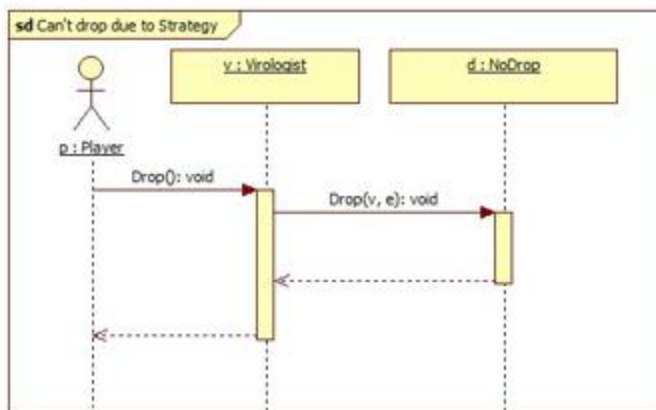 sd Can't drop due to Strategy
v : Virologist
d : NoDrop
p : Player
Drop(): void
Drop(v, e): void